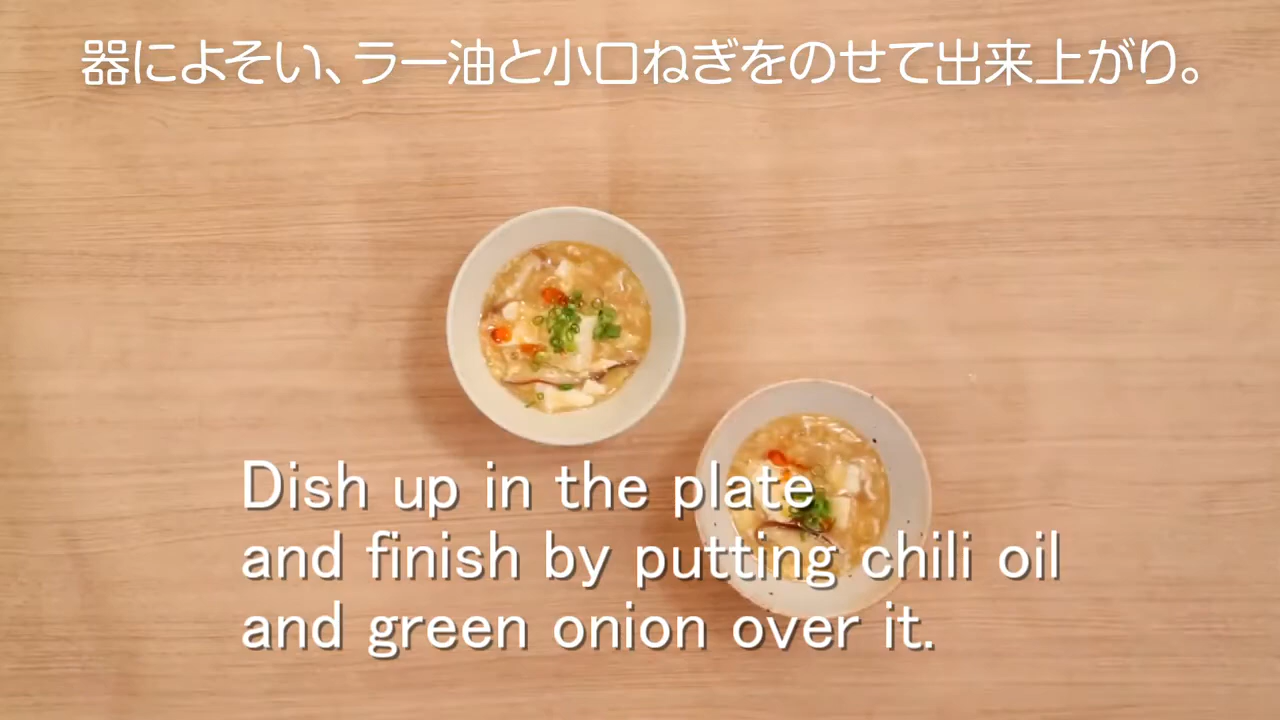 器によそい、ラー油と小口ねぎをのせて出来上がり。
Dish up in the plate
and finish by putting chili oil
and green onion over it.